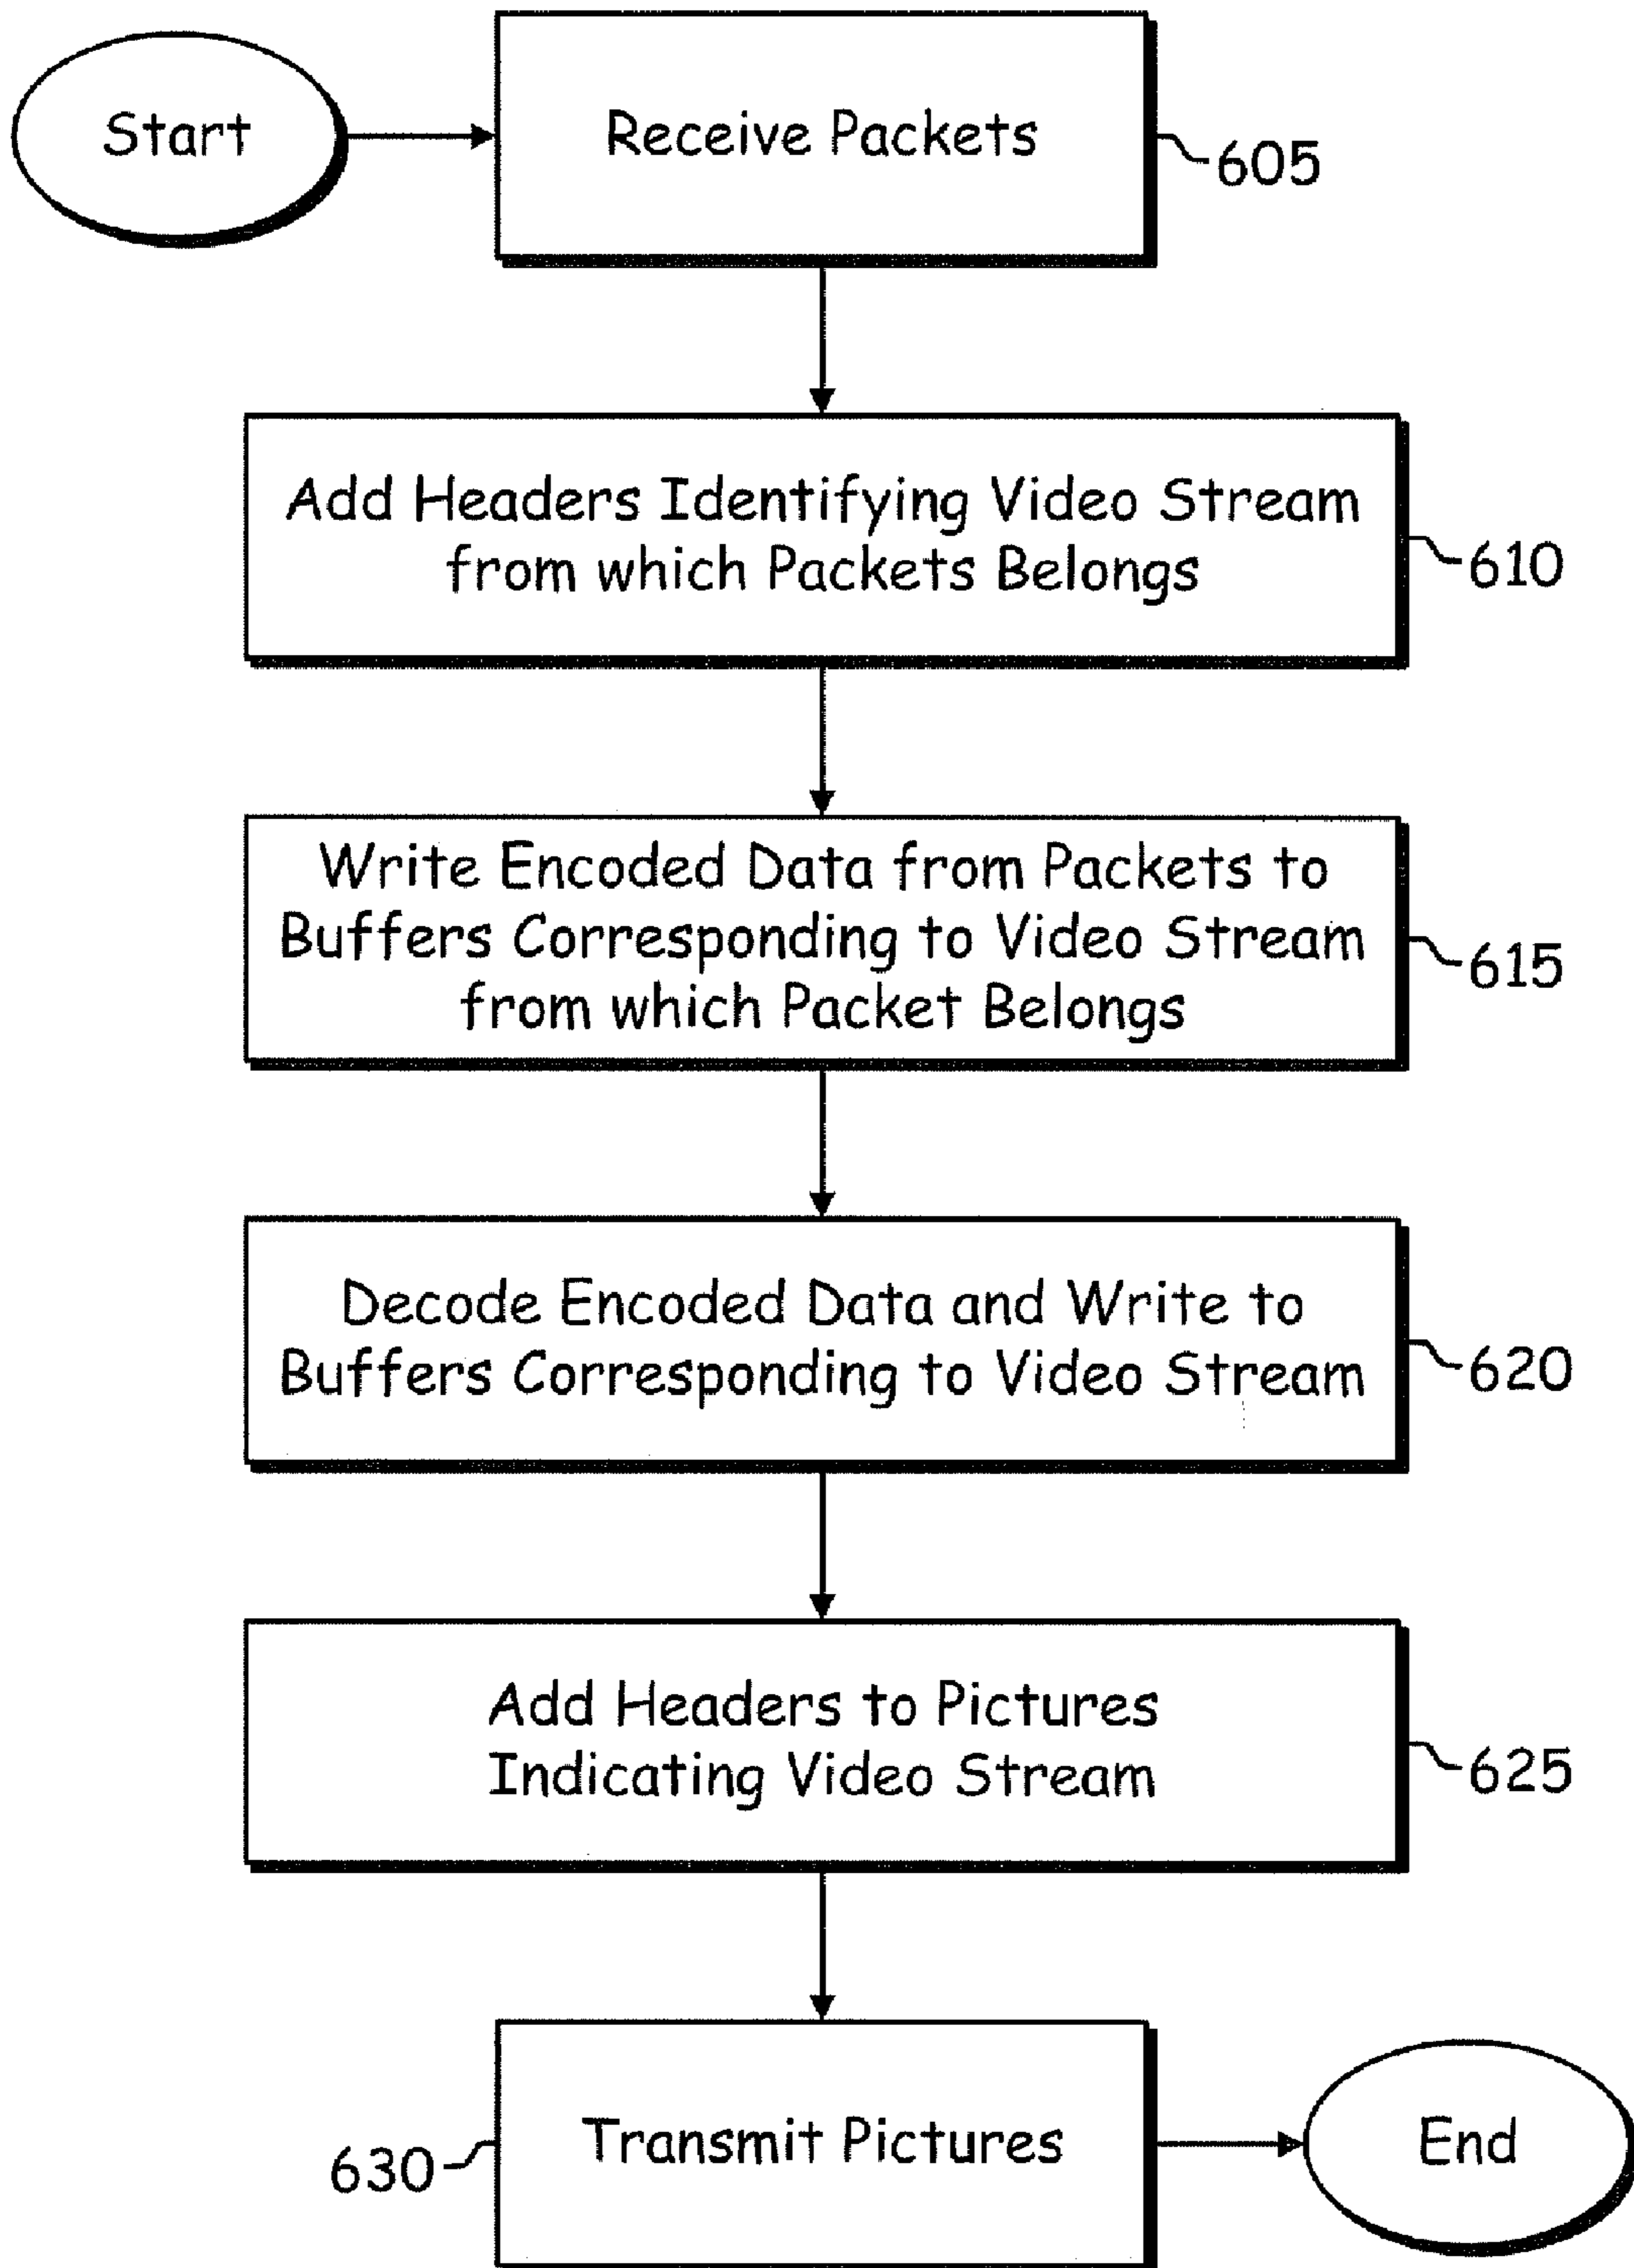 Start
Receive Packets
605
Add Headers Identifying Video Stream
from which Packets Belongs
610
Write Encoded Data from Packets to
Buffers Corresponding to Video Stream
from which Packet Belongs
615
Decode Encoded Data and Write to
Buffers Corresponding to Video Stream
620
Add Headers to Pictures
Indicating Video Stream
625
630
Transmit Pictures
End